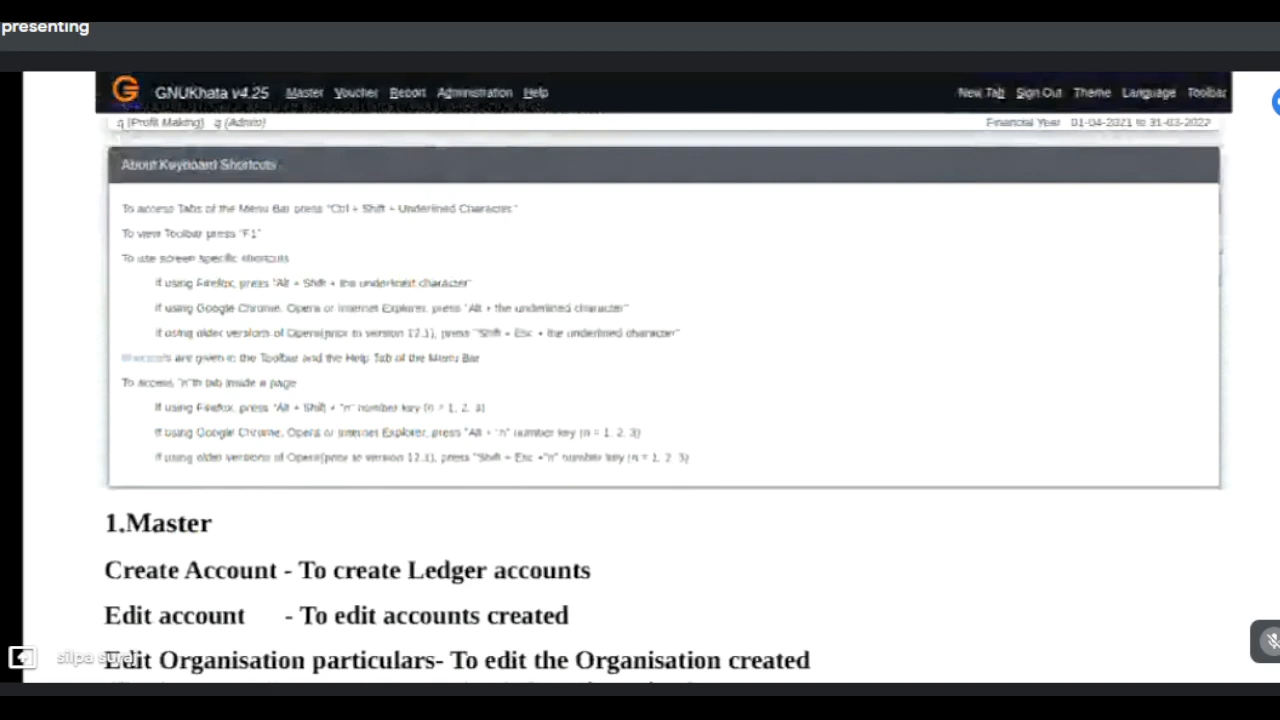 presenting
GNUKhata v4.25 Master Voucher Report Administration Help New Tab Sign Out Theme Language Toolbar
q (Profit Making) q (Admin) Financial Year 01-04-2021 to 31-03-2022
About Keyboard Shortcuts
To access Tabs of the Menu Bar press "Ctrl + Shift + Underlined Character"
To view Toolbar press "F1"
To use screen specific shortcuts
If using Firefox, press "Alt + Shift + the underlined character"
If using Google Chrome, Opera or Internet Explorer, press "Alt + the underlined character"
If using older versions of Opera(prior to version 12.1), press "Shift + Esc + the underlined character"
are given in the Toolbar and the Help Tab of the Menu Bar
To access "n"th tab inside a page
If using Firefox, press "Alt + Shift + "n" number key (n = 1, 2, 3)
If using Google Chrome, Opera or Internet Explorer, press "Alt + "n" number key (n = 1, 2, 3)
If using older versions of Opera(prior to version 12.1), press "Shift + Esc +"n" number key (n = 1, 2, 3)
1.Master
Create Account - To create Ledger accounts
Edit account - To edit accounts created
Edit Organisation particulars- To edit the Organisation created
silpa suraj